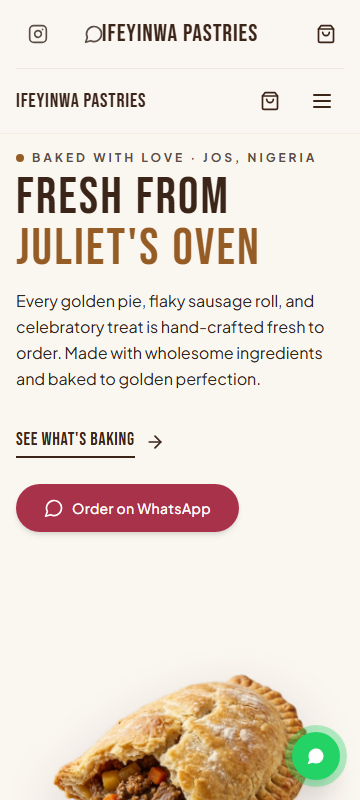 IFEYINWA PASTRIES
IFEYINWA PASTRIES
BAKED WITH LOVE · JOS, NIGERIA
FRESH FROM
JULIET'S OVEN
Every golden pie, flaky sausage roll, and
celebratory treat is hand-crafted fresh to
order. Made with wholesome ingredients
and baked to golden perfection.
SEE WHAT'S BAKING
Order on WhatsApp